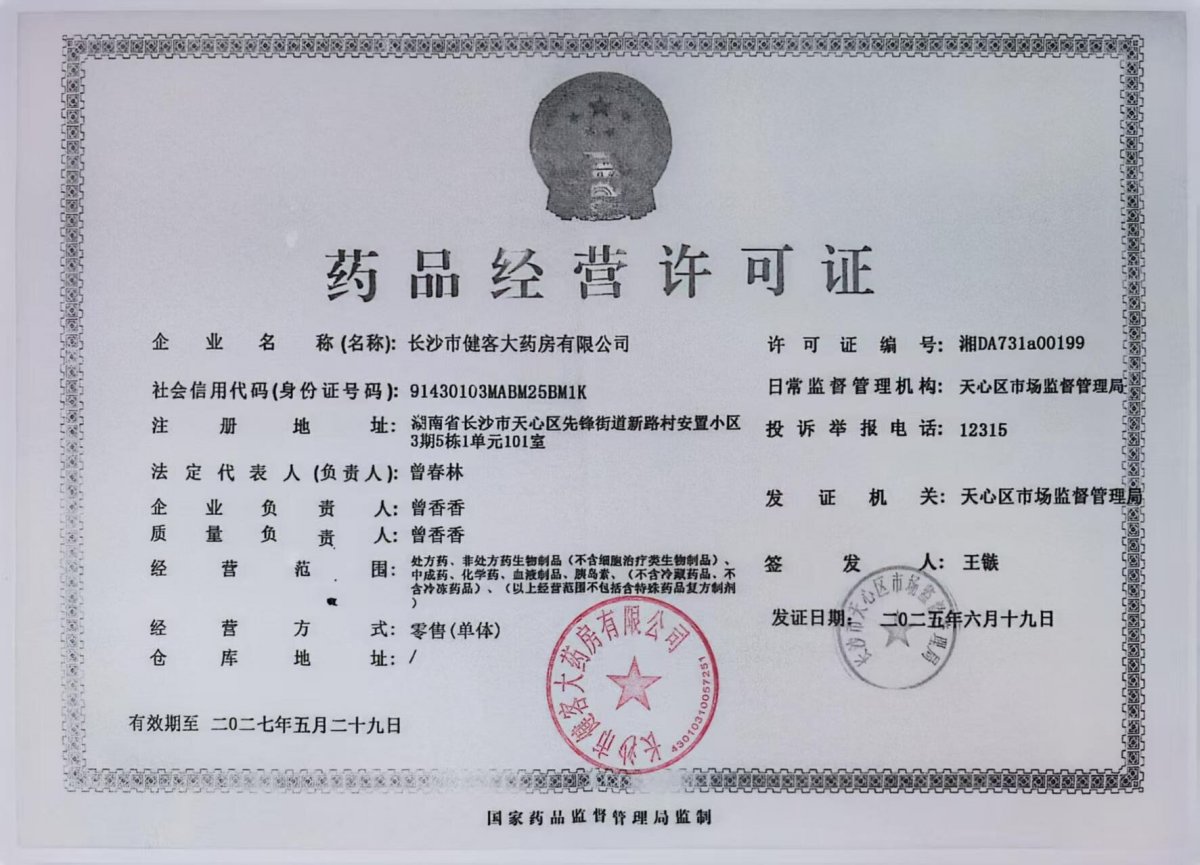 药品经营许可证
企业名称(名称): 长沙市健客大药房有限公司
许可证编号: 湘DA731a00199
社会信用代码(身份证号码): 91430103MABM25BM1K
日常监督管理机构: 天心区市场监督管理局
注册地址: 湖南省长沙市天心区先锋街道新路村安置小区
3期5栋1单元101室
投诉举报电话: 12315
法定代表人(负责人): 曾春林
企业负责人: 曾香香
发证机关: 天心区市场监督管理局
质量负责人: 曾香香
经营范围: 处方药、非处方药生物制品（不含细胞治疗类生物制品）、
中成药、化学药、血液制品、胰岛素、（不含冷藏药品、不
含冷冻药品）、（以上经营范围不包括含特殊药品复方制剂
）
签发人: 王镞
经营方式: 零售(单体)
发证日期: 二〇二五年六月十九日
仓库地址: /
有效期至 二〇二七年五月二十九日
长沙市健客大药房有限公司
43010310057251
长沙市天心区市场监督管理局
国家药品监督管理局监制